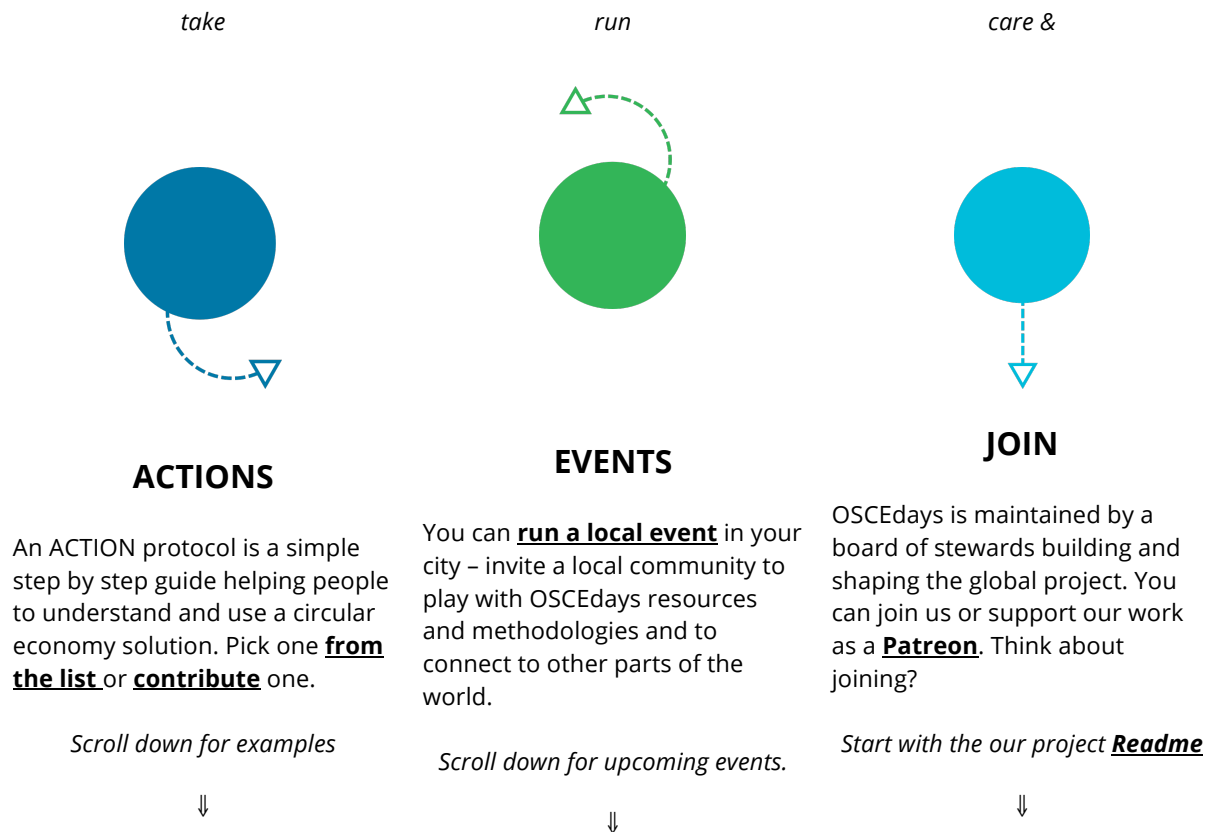 take
ACTIONS
An ACTION protocol is a simple
step by step guide helping people
to understand and use a circular
economy solution. Pick one from
the list or contribute one.
Scroll down for examples
⇓
run
EVENTS
You can run a local event in your
city – invite a local community to
play with OSCEdays resources
and methodologies and to
connect to other parts of the
world.
Scroll down for upcoming events.
⇓
care &
JOIN
OSCEdays is maintained by a
board of stewards building and
shaping the global project. You
can join us or support our work
as a Patreon. Think about
joining?
Start with the our project Readme
⇓